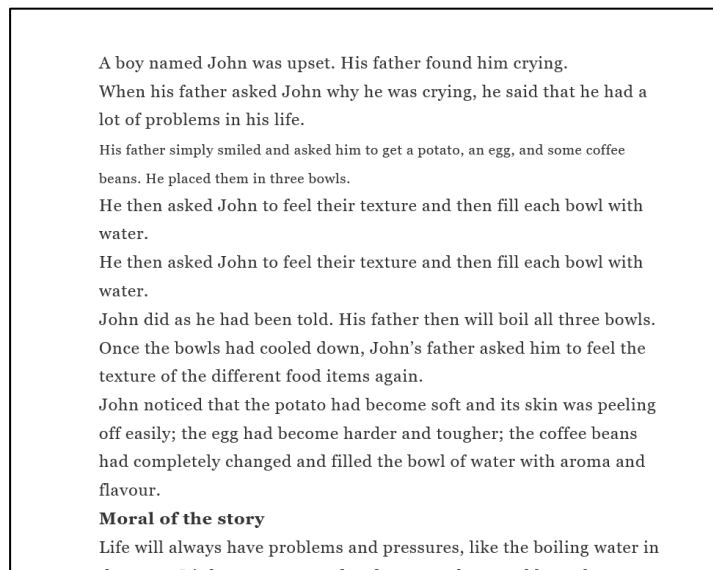 A boy named John was upset. His father found him crying.
When his father asked John why he was crying, he said that he had a
lot of problems in his life.
His father simply smiled and asked him to get a potato, an egg, and some coffee
beans. He placed them in three bowls.
He then asked John to feel their texture and then fill each bowl with
water.
He then asked John to feel their texture and then fill each bowl with
water.
John did as he had been told. His father then will boil all three bowls.
Once the bowls had cooled down, John’s father asked him to feel the
texture of the different food items again.
John noticed that the potato had become soft and its skin was peeling
off easily; the egg had become harder and tougher; the coffee beans
had completely changed and filled the bowl of water with aroma and
flavour.
Moral of the story
Life will always have problems and pressures, like the boiling water in